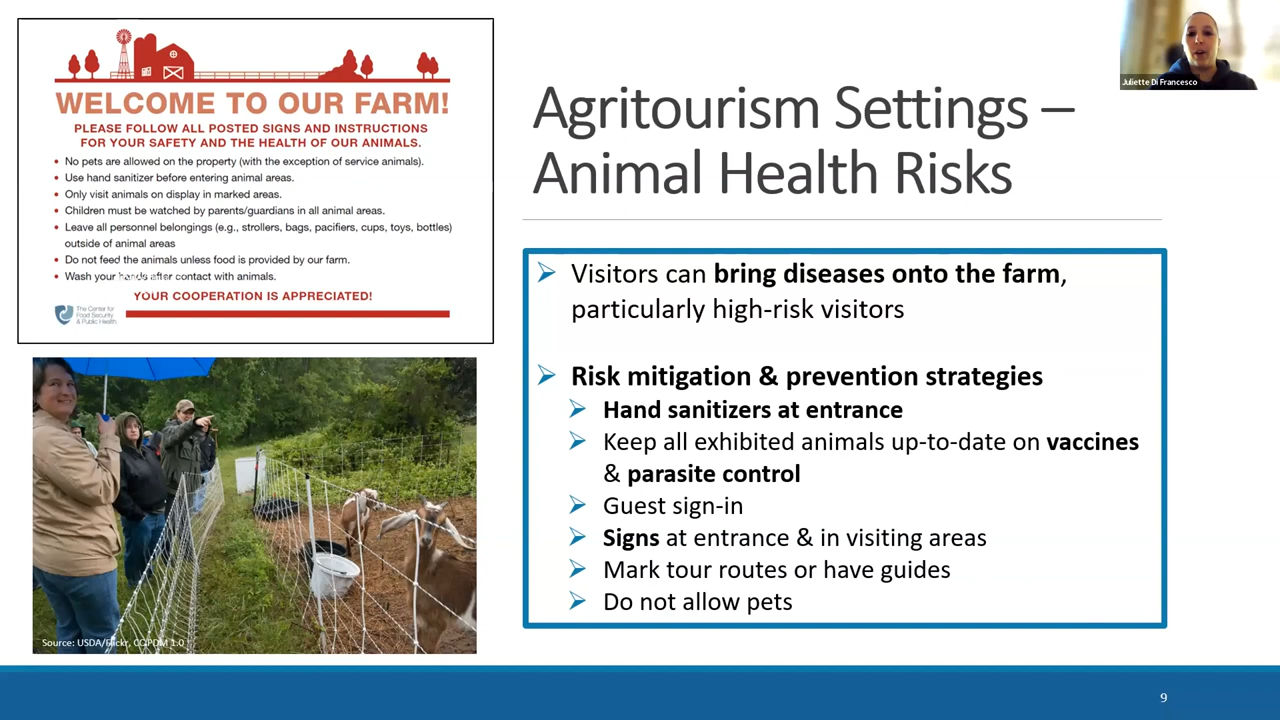 WELCOME TO OUR FARM!
PLEASE FOLLOW ALL POSTED SIGNS AND INSTRUCTIONS
FOR YOUR SAFETY AND THE HEALTH OF OUR ANIMALS.
• No pets are allowed on the property (with the exception of service animals).
• Use hand sanitizer before entering animal areas.
• Only visit animals on display in marked areas.
• Children must be watched by parents/guardians in all animal areas.
• Leave all personnel belongings (e.g., strollers, bags, pacifiers, cups, toys, bottles)
outside of animal areas
• Do not feed the animals unless food is provided by our farm.
• Wash your hands after contact with animals.
YOUR COOPERATION IS APPRECIATED!
The Center for
Food Security
& Public Health
Source: USDA/Flickr, CC PDM 1.0
Juliette Di Francesco
Agritourism Settings –
Animal Health Risks
Visitors can bring diseases onto the farm,
particularly high-risk visitors
Risk mitigation & prevention strategies
Hand sanitizers at entrance
Keep all exhibited animals up-to-date on vaccines
& parasite control
Guest sign-in
Signs at entrance & in visiting areas
Mark tour routes or have guides
Do not allow pets
9